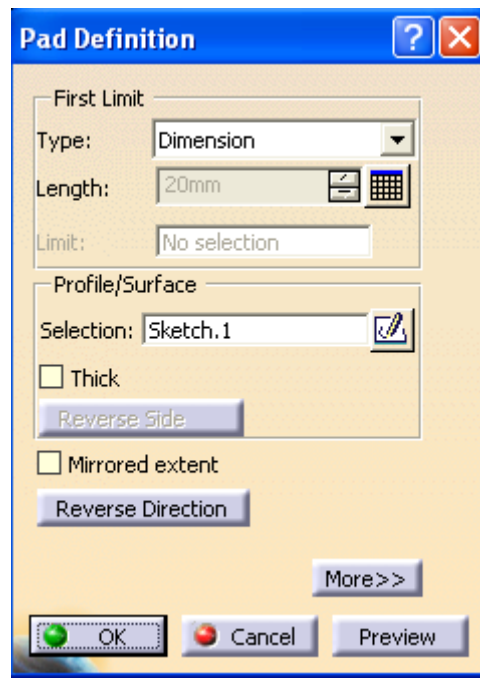 Pad Definition
?
First Limit
Type: Dimension
Length: 20mm
Limit: No selection
Profile/Surface
Selection: Sketch.1
Thick
Reverse Side
Mirrored extent
Reverse Direction
More>>
OK Cancel Preview